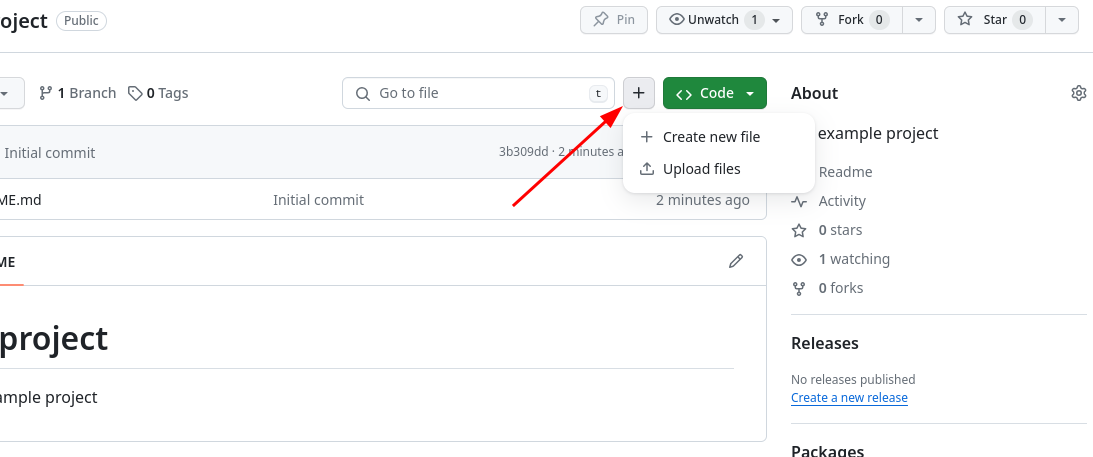 oject Public Pin Unwatch 1 Fork 0 Star 0
1 Branch 0 Tags Go to file t + Code
Create new file
Upload files
Initial commit 3b309dd · 2 minutes a
ME.md Initial commit 2 minutes ago
ME
project
ample project
About
example project
Readme
Activity
0 stars
1 watching
0 forks
Releases
No releases published
Create a new release
Packages